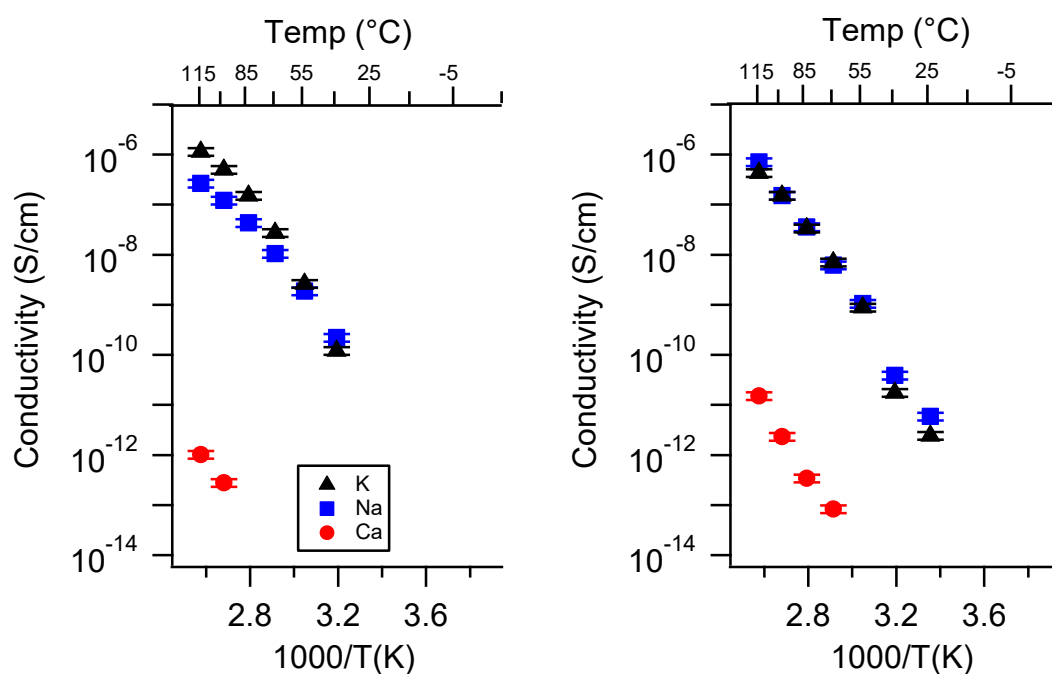 Temp (°C)
115 85 55 25 -5
Conductivity (S/cm)
10-6
10-8
10-10
10-12
10-14
K
Na
Ca
2.8 3.2 3.6
1000/T(K)
Temp (°C)
115 85 55 25 -5
Conductivity (S/cm)
10-6
10-8
10-10
10-12
10-14
2.8 3.2 3.6
1000/T(K)